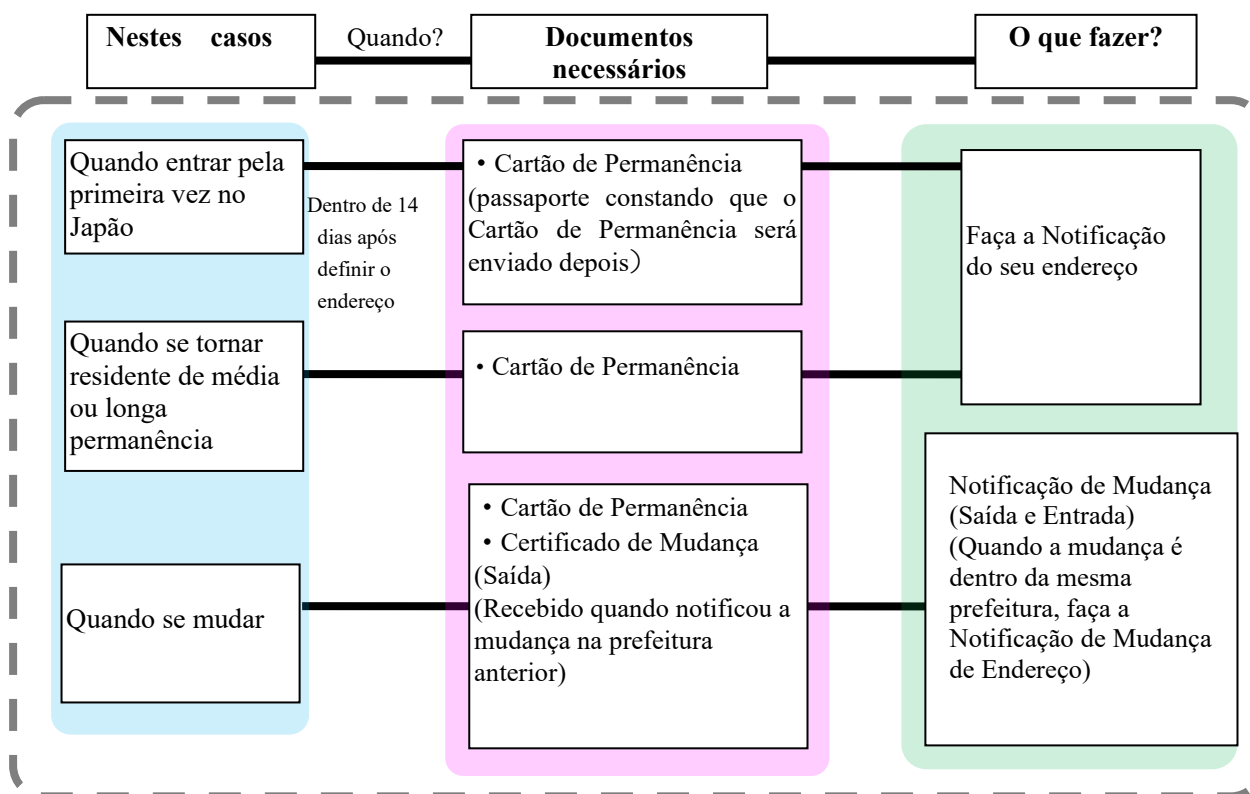 Nestes casos
Quando?
Documentos
necessários
O que fazer?
Quando entrar pela
primeira vez no
Japão
Dentro de 14
dias após
definir o
endereço
・Cartão de Permanência
(passaporte constando que o
Cartão de Permanência será
enviado depois）
Faça a Notificação
do seu endereço
Quando se tornar
residente de média
ou longa
permanência
・Cartão de Permanência
Quando se mudar
・Cartão de Permanência
・Certificado de Mudança
(Saída)
(Recebido quando notificou a
mudança na prefeitura
anterior)
Notificação de Mudança
(Saída e Entrada)
(Quando a mudança é
dentro da mesma
prefeitura, faça a
Notificação de Mudança
de Endereço)